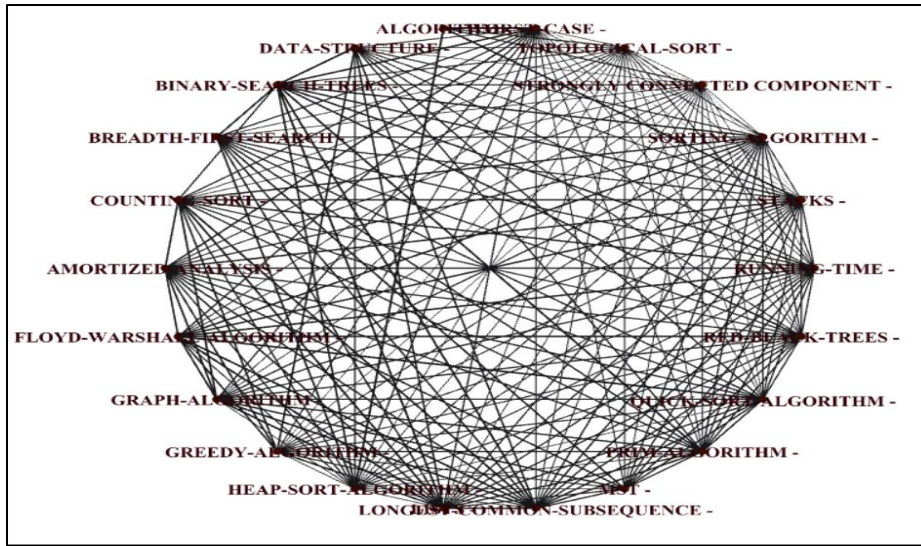 ALGORITHM
CASE -
DATA-STRUCTURE -
TOPOLOGICAL-SORT -
BINARY-SEARCH-TREES -
STRONGLY CONNECTED COMPONENT -
BREADTH-FIRST-SEARCH -
SORTING-ALGORITHM -
COUNTING-SORT -
STACKS -
AMORTIZED-ANALYSIS -
RUNNING-TIME -
FLOYD-WARSHALL-ALGORITHM -
RED-BLACK-TREES -
GRAPH-ALGORITHM -
QUICK-SORT-ALGORITHM -
GREEDY-ALGORITHM -
PRIM-ALGORITHM -
HEAP-SORT-ALGORITHM -
MST -
LONGEST-COMMON-SUBSEQUENCE -